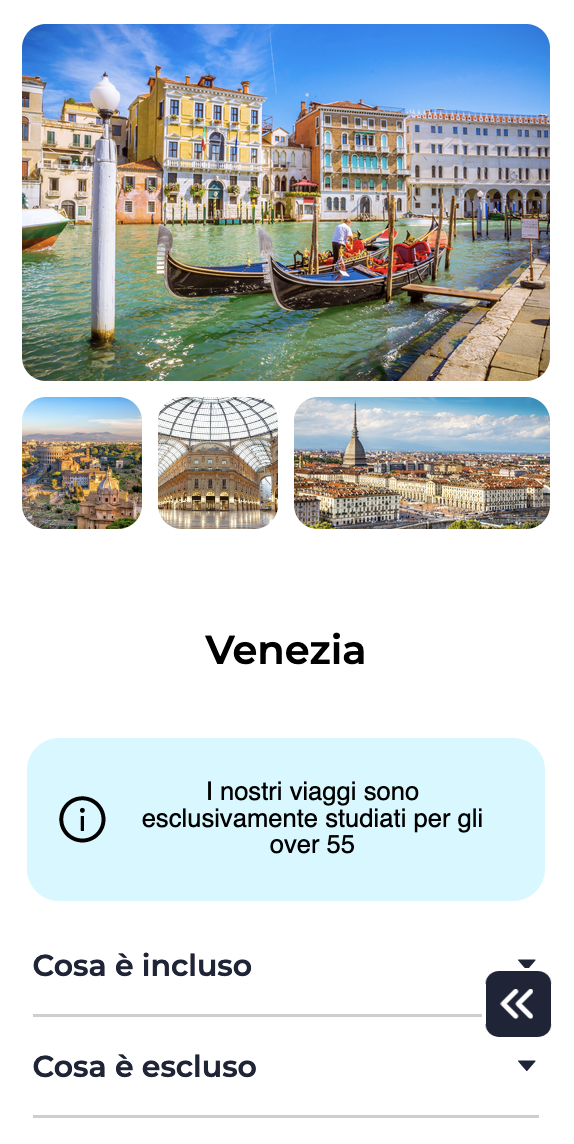 Venezia
I nostri viaggi sono
esclusivamente studiati per gli
over 55
Cosa è incluso
Cosa è escluso